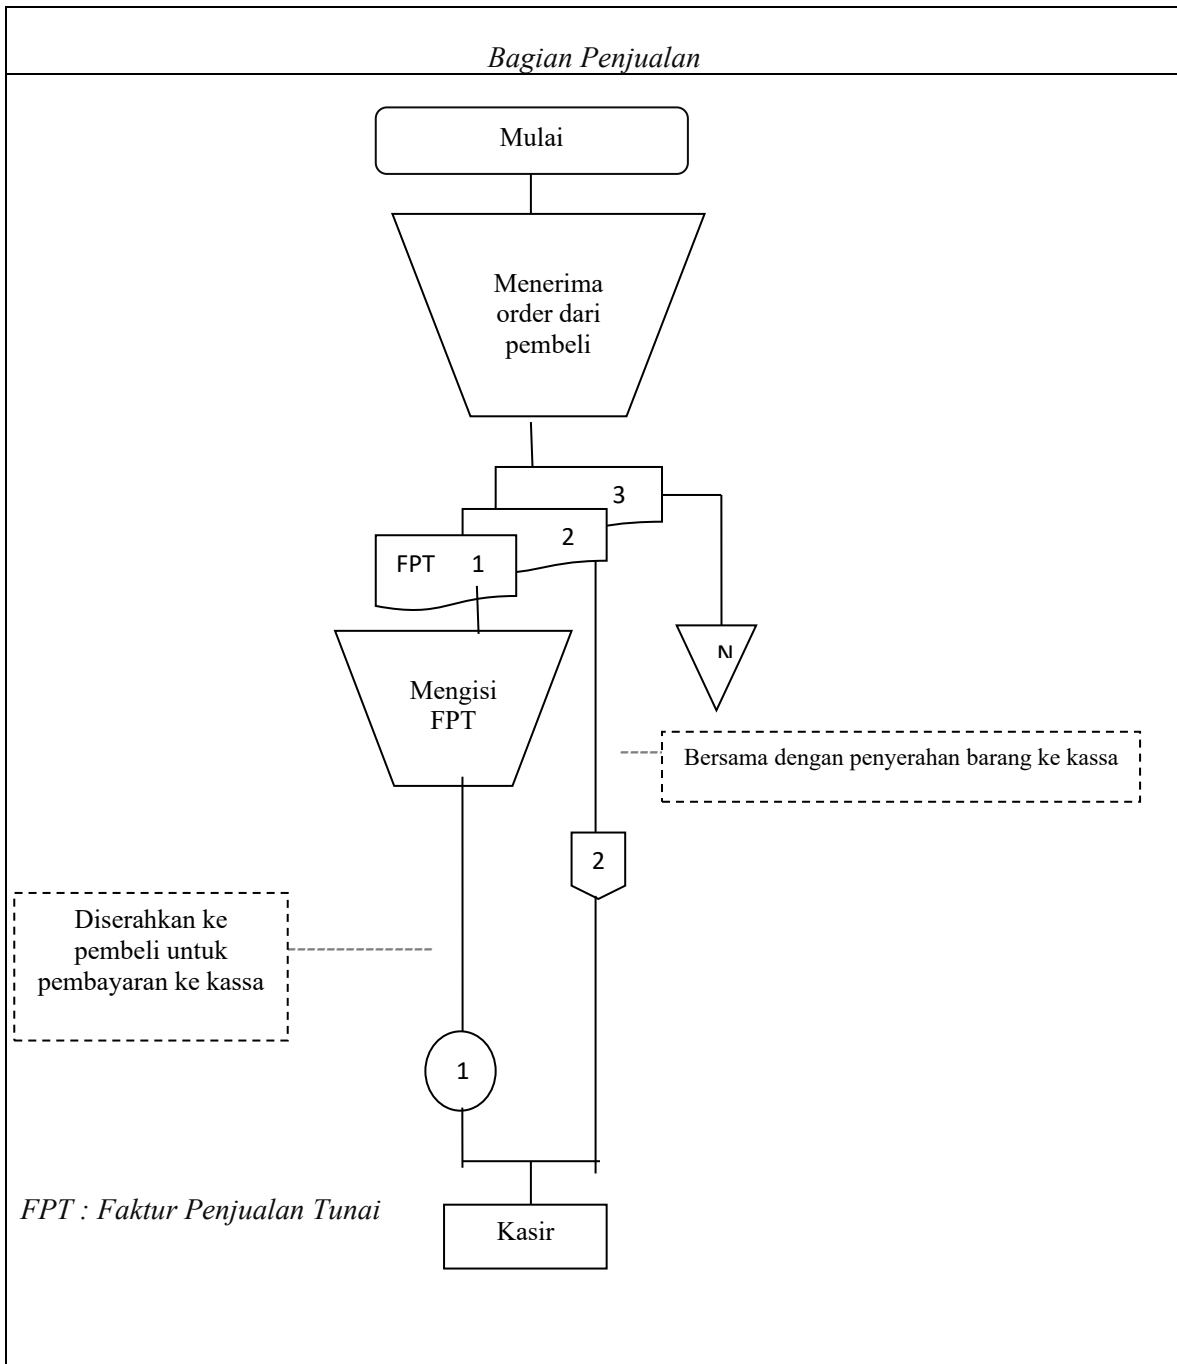 Bagian Penjualan
Mulai
Menerima
order dari
pembeli
3
2
FPT 1
N
Mengisi
FPT
Bersama dengan penyerahan barang ke kassa
2
Diserahkan ke
pembeli untuk
pembayaran ke kassa
1
FPT : Faktur Penjualan Tunai
Kasir